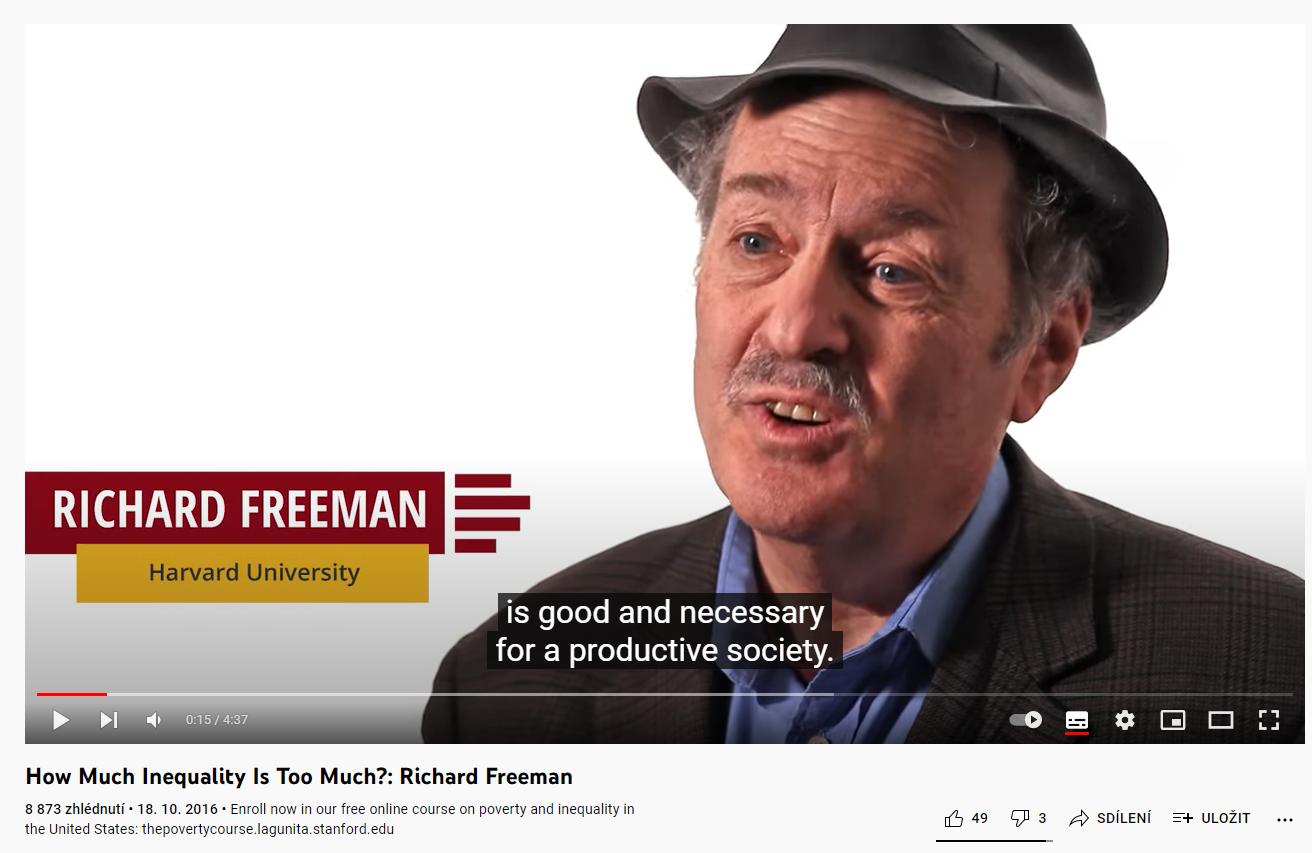 RICHARD FREEMAN
Harvard University
is good and necessary
for a productive society.
0:15 / 4:37
How Much Inequality Is Too Much?: Richard Freeman
8 873 zhlédnutí • 18. 10. 2016 • Enroll now in our free online course on poverty and inequality in
the United States: thepovertycourse.lagunita.stanford.edu
49
3
SDÍLENÍ
ULOŽIT